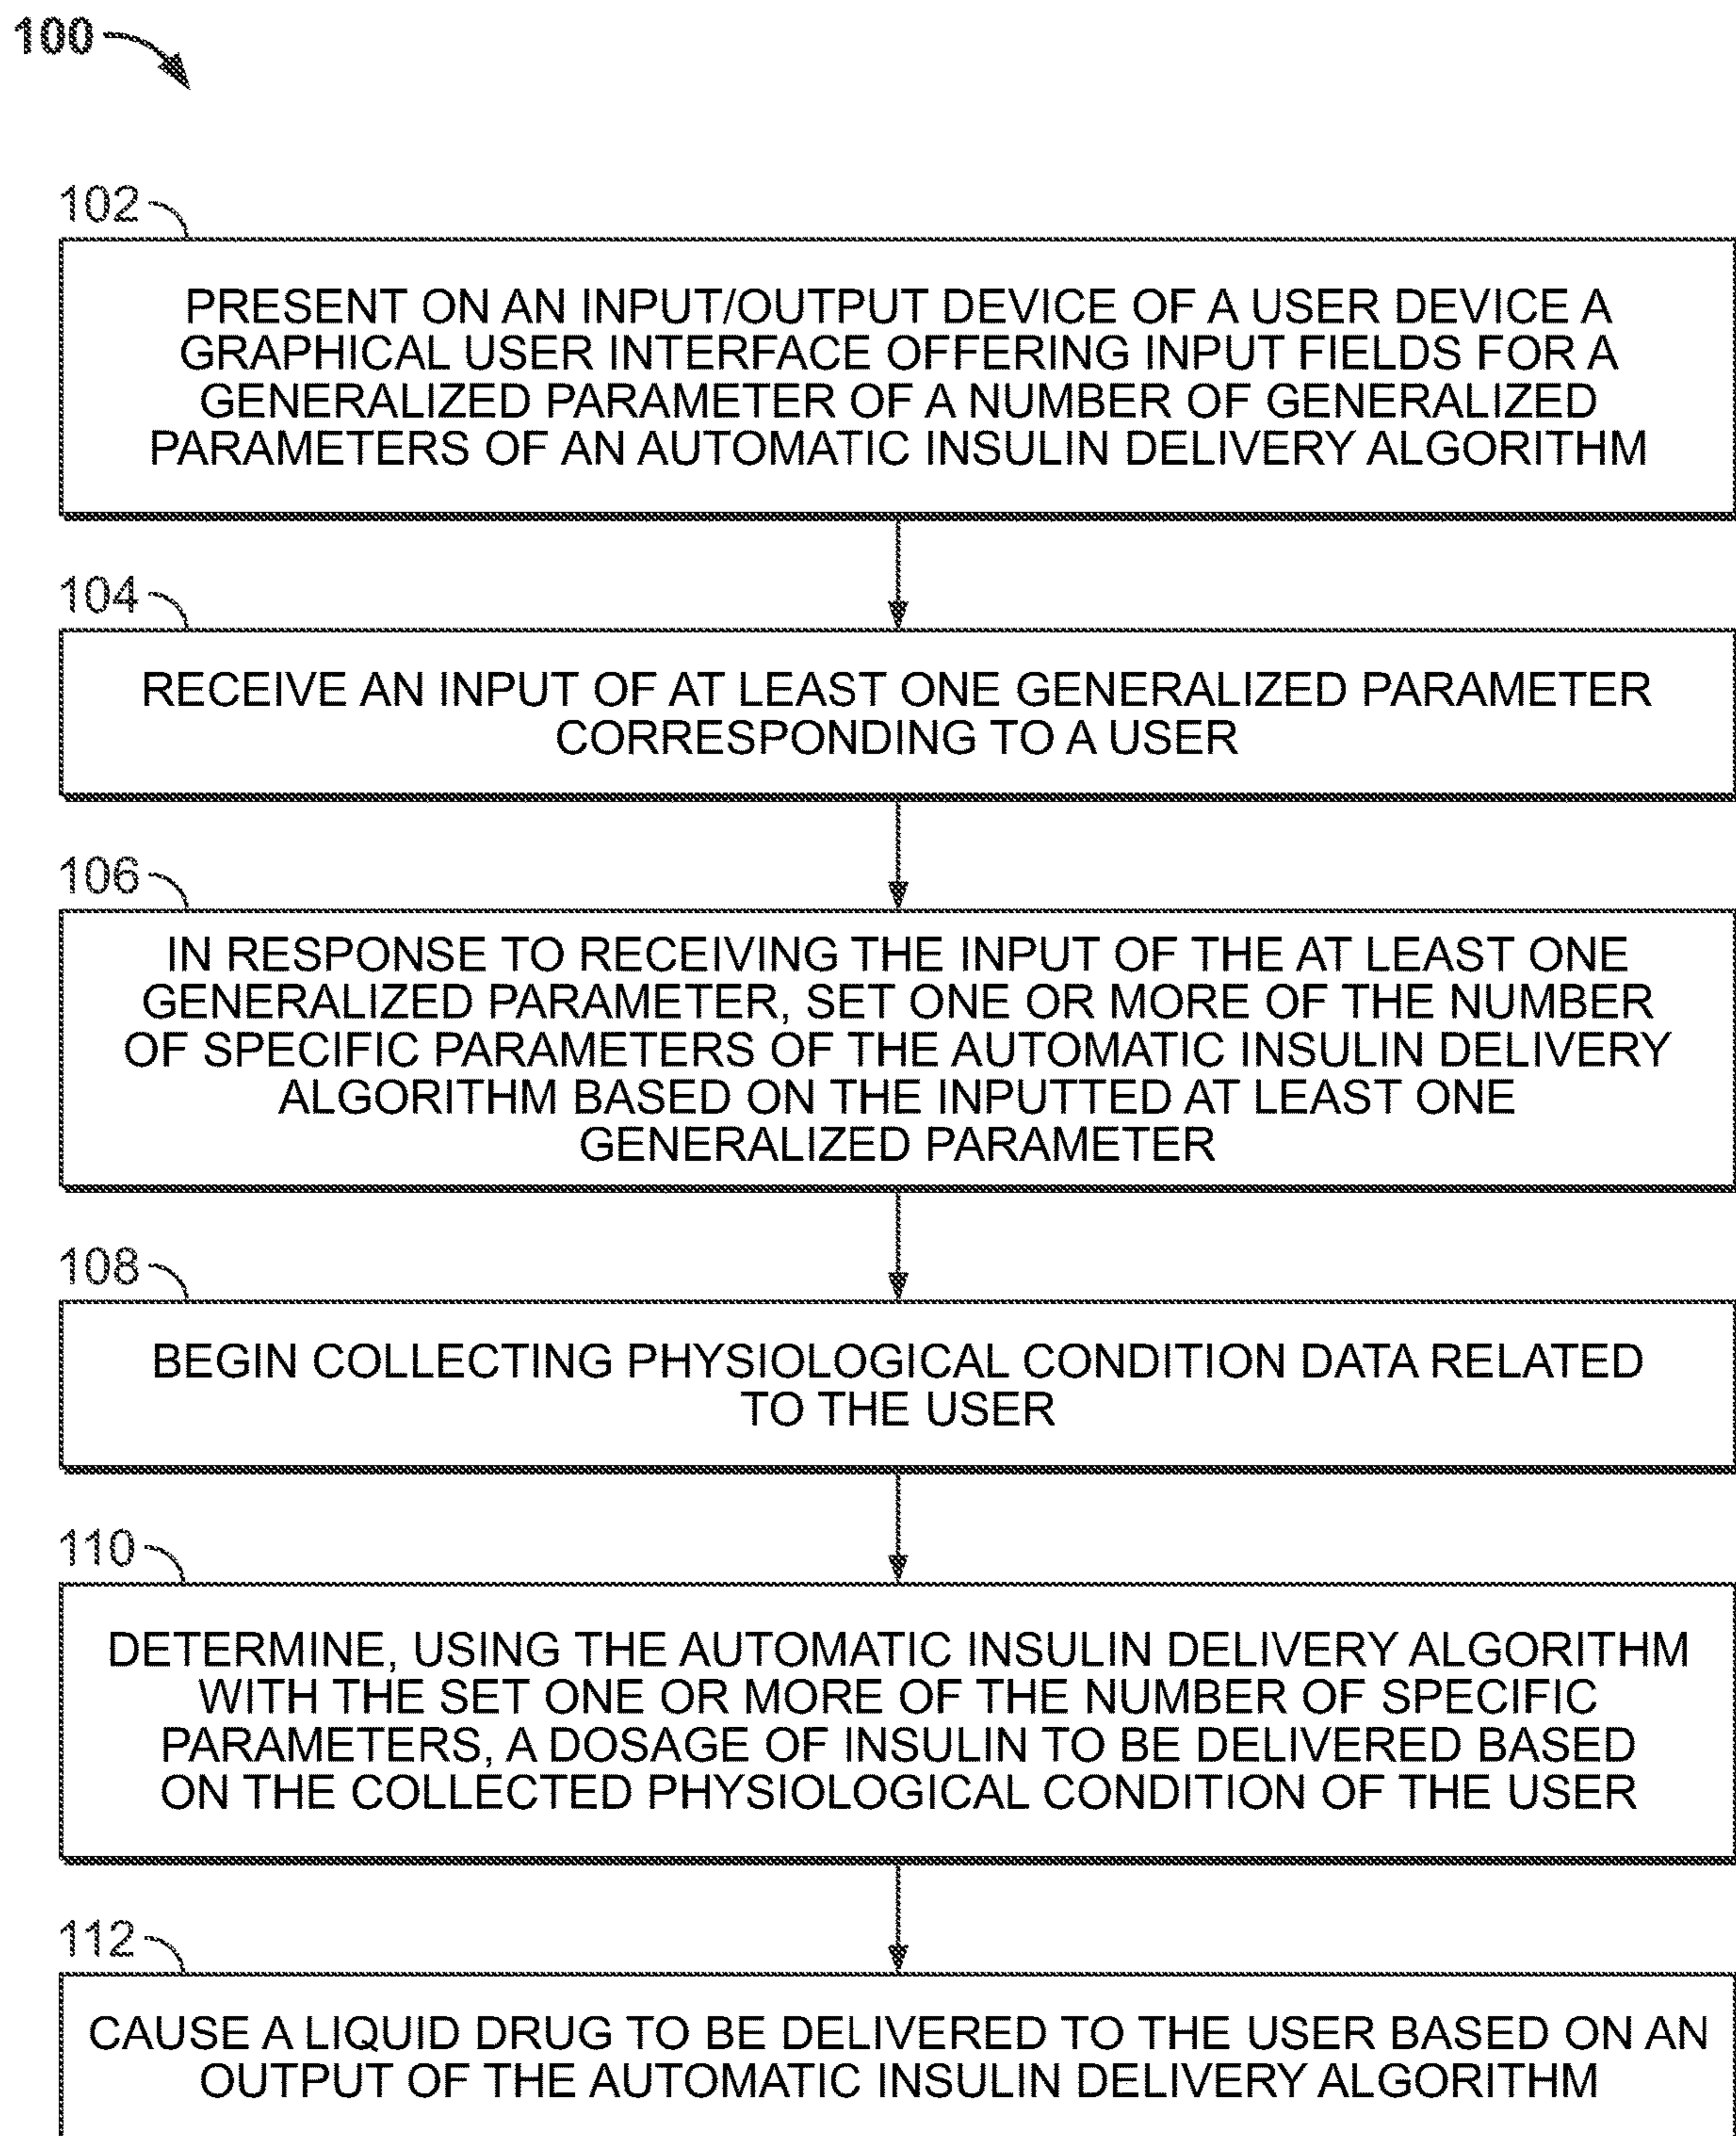 100
102
PRESENT ON AN INPUT/OUTPUT DEVICE OF A USER DEVICE A
GRAPHICAL USER INTERFACE OFFERING INPUT FIELDS FOR A
GENERALIZED PARAMETER OF A NUMBER OF GENERALIZED
PARAMETERS OF AN AUTOMATIC INSULIN DELIVERY ALGORITHM
104
RECEIVE AN INPUT OF AT LEAST ONE GENERALIZED PARAMETER
CORRESPONDING TO A USER
106
IN RESPONSE TO RECEIVING THE INPUT OF THE AT LEAST ONE
GENERALIZED PARAMETER, SET ONE OR MORE OF THE NUMBER
OF SPECIFIC PARAMETERS OF THE AUTOMATIC INSULIN DELIVERY
ALGORITHM BASED ON THE INPUTTED AT LEAST ONE
GENERALIZED PARAMETER
108
BEGIN COLLECTING PHYSIOLOGICAL CONDITION DATA RELATED
TO THE USER
110
DETERMINE, USING THE AUTOMATIC INSULIN DELIVERY ALGORITHM
WITH THE SET ONE OR MORE OF THE NUMBER OF SPECIFIC
PARAMETERS, A DOSAGE OF INSULIN TO BE DELIVERED BASED
ON THE COLLECTED PHYSIOLOGICAL CONDITION OF THE USER
112
CAUSE A LIQUID DRUG TO BE DELIVERED TO THE USER BASED ON AN
OUTPUT OF THE AUTOMATIC INSULIN DELIVERY ALGORITHM